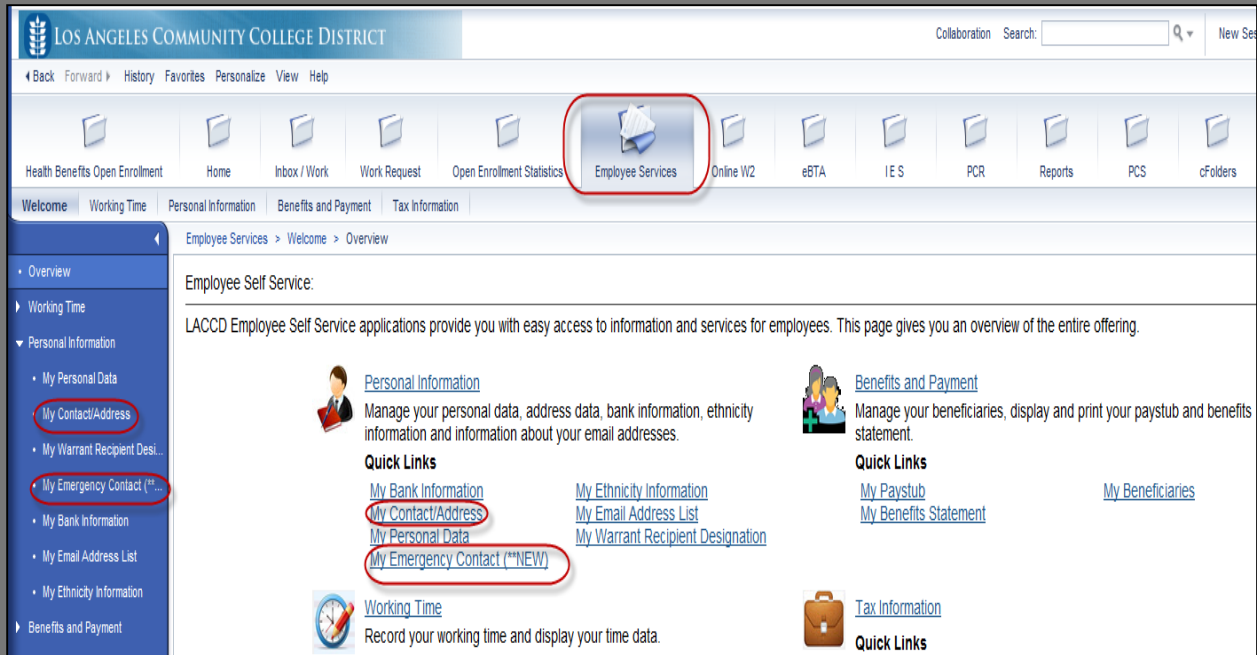 LOS ANGELES COMMUNITY COLLEGE DISTRICT
Collaboration Search: New Ses
Back Forward History Favorites Personalize View Help
Health Benefits Open Enrollment Home Inbox / Work Work Request Open Enrollment Statistics Employee Services Online W2 eBTA I E S PCR Reports PCS cFolders
Welcome Working Time Personal Information Benefits and Payment Tax Information
Employee Services > Welcome > Overview
Overview
Working Time
Personal Information
My Personal Data
My Contact/Address
My Warrant Recipient Desi...
My Emergency Contact (**...
My Bank Information
My Email Address List
My Ethnicity Information
Benefits and Payment
Employee Self Service:
LACCD Employee Self Service applications provide you with easy access to information and services for employees. This page gives you an overview of the entire offering.
Personal Information
Manage your personal data, address data, bank information, ethnicity
information and information about your email addresses.
Quick Links
My Bank Information My Ethnicity Information
My Contact/Address My Email Address List
My Personal Data My Warrant Recipient Designation
My Emergency Contact (**NEW)
Benefits and Payment
Manage your beneficiaries, display and print your paystub and benefits
statement.
Quick Links
My Paystub My Beneficiaries
My Benefits Statement
Working Time
Record your working time and display your time data.
Tax Information
Quick Links